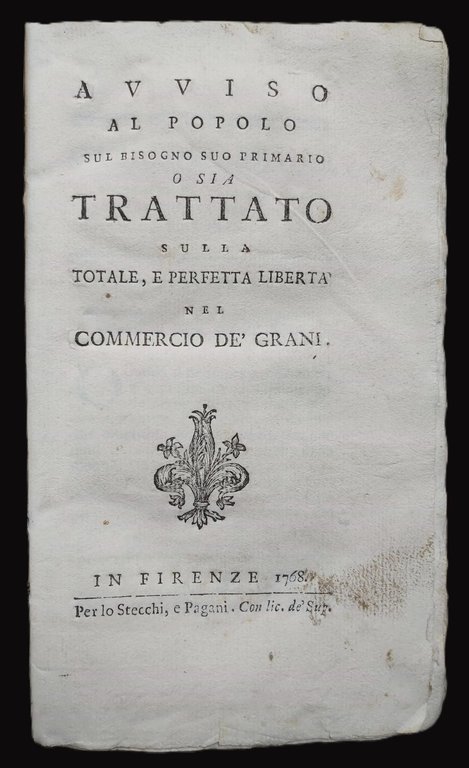 AVVISO
AL POPOLO
SUL BISOGNO SUO PRIMARIO
O SIA
TRATTATO
SULLA
TOTALE, E PERFETTA LIBERTA'
NEL
COMMERCIO DE' GRANI.
IN FIRENZE 1768.
Per lo Stecchi, e Pagani. Con lic. de' Sup.